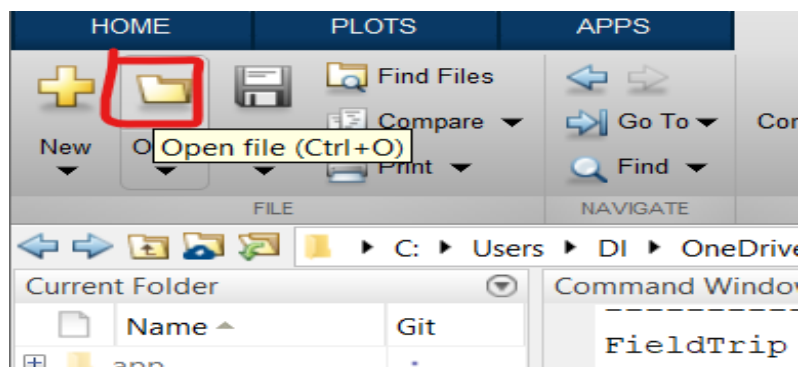 HOME PLOTS APPS
Find Files
Compare Go To
New Open file (Ctrl+O) Print Find
FILE NAVIGATE
C: Users DI OneDrive
Current Folder Command Window
Name Git
FieldTrip
app